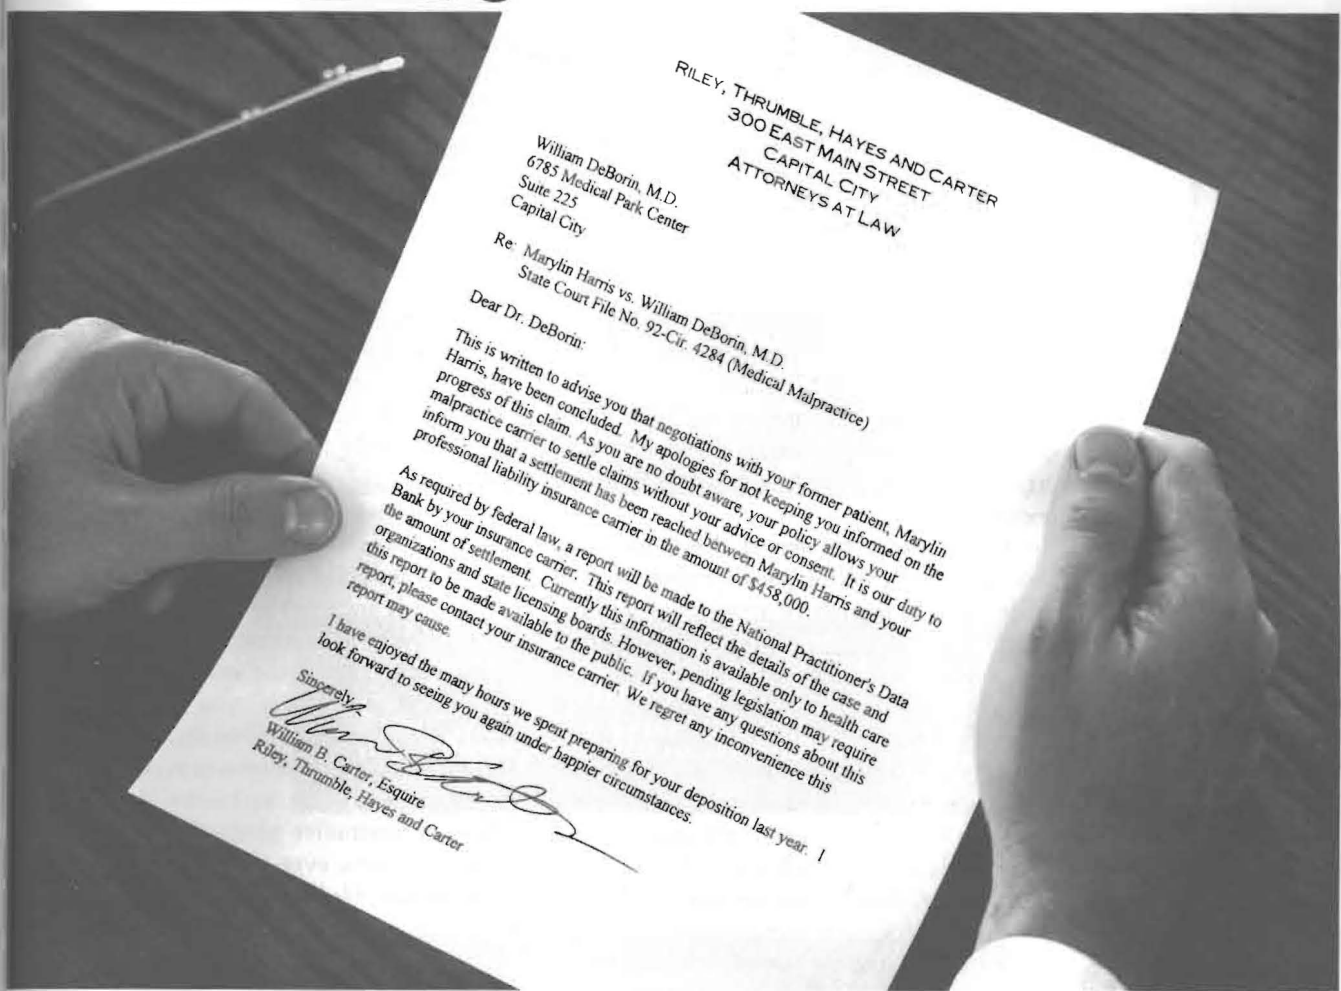 RILEY, THRUMBLE, HAYES AND CARTER
300 EAST MAIN STREET
CAPITAL CITY
ATTORNEYS AT LAW
William DeBorin, M.D.
6785 Medical Park Center
Suite 225
Capital City
Re: Marylin Harris vs. William DeBorin, M.D.
State Court File No. 92-Cir. 4284 (Medical Malpractice)
Dear Dr. DeBorin:
This is written to advise you that negotiations with your former patient, Marylin
Harris, have been concluded. My apologies for not keeping you informed on the
progress of this claim. As you are no doubt aware, your policy allows your
malpractice carrier to settle claims without your advice or consent. It is our duty to
inform you that a settlement has been reached between Marylin Harris and your
professional liability insurance carrier in the amount of $458,000.
As required by federal law, a report will be made to the National Practitioner's Data
Bank by your insurance carrier. This report will reflect the details of the case and
the amount of settlement. Currently this information is available only to health care
organizations and state licensing boards. However, pending legislation may require
this report to be made available to the public. If you have any questions about this
report, please contact your insurance carrier. We regret any inconvenience this
report may cause.
I have enjoyed the many hours we spent preparing for your deposition last year. I
look forward to seeing you again under happier circumstances.
Sincerely,
William B. Carter, Esquire
Riley, Thrumble, Hayes and Carter